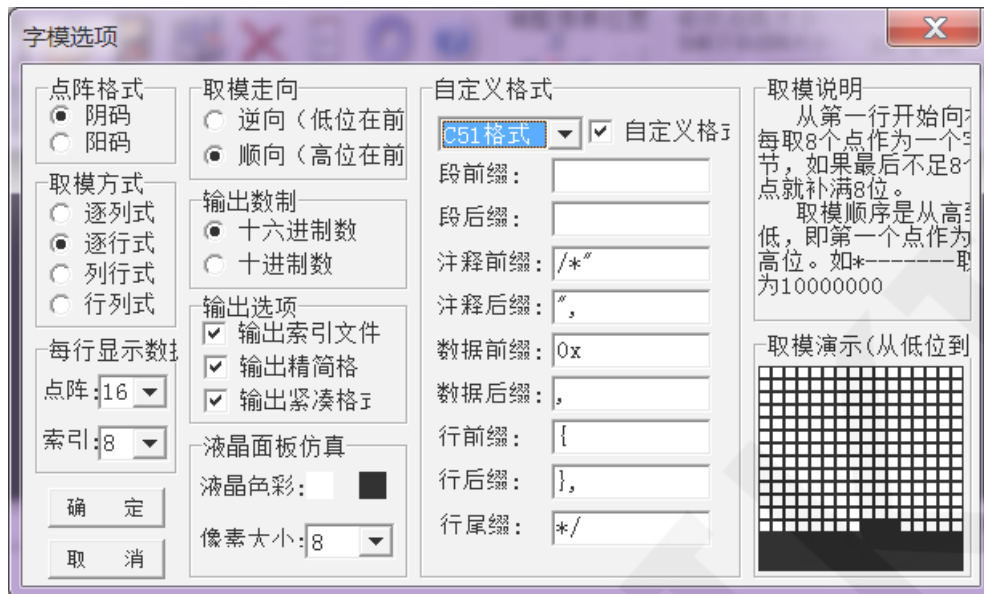 字模选项
点阵格式
阴码
阳码
取模方式
逐列式
逐行式
列行式
行列式
每行显示数据
点阵:16
索引:8
确 定
取 消
取模走向
逆向（低位在前
顺向（高位在前
输出数制
十六进制数
十进制数
输出选项
输出索引文件
输出精简格
输出紧凑格式
液晶面板仿真
液晶色彩:
像素大小:8
自定义格式
C51格式
自定义格式
段前缀:
段后缀:
注释前缀: /*"
注释后缀: ",
数据前缀: 0x
数据后缀: ,
行前缀: {
行后缀: },
行尾缀: */
取模说明
从第一行开始向
每取8个点作为一个字
节，如果最后不足8个
点就补满8位。
取模顺序是从高到
低，即第一个点作为
高位。如*-------取
为10000000
取模演示(从低位到